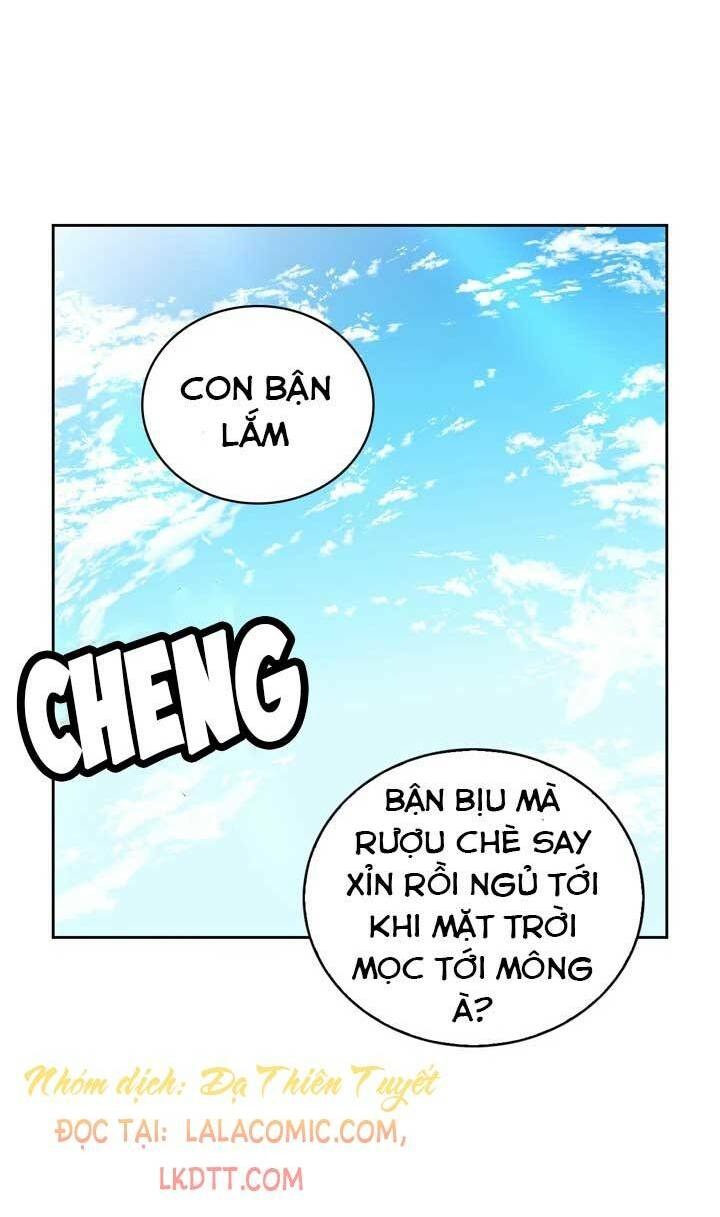 CON BẬN
LẮM
CHENG
BẬN BỊU MÀ
RƯỢU CHÈ SAY
XỈN RỒI NGỦ TỚI
KHI MẶT TRỜI
MỌC TỚI MÔNG
À?
Nhóm dịch: Dạ Thiên Tuyết
ĐỌC TẠI: LALACOMIC.COM,
LKDTT.COM